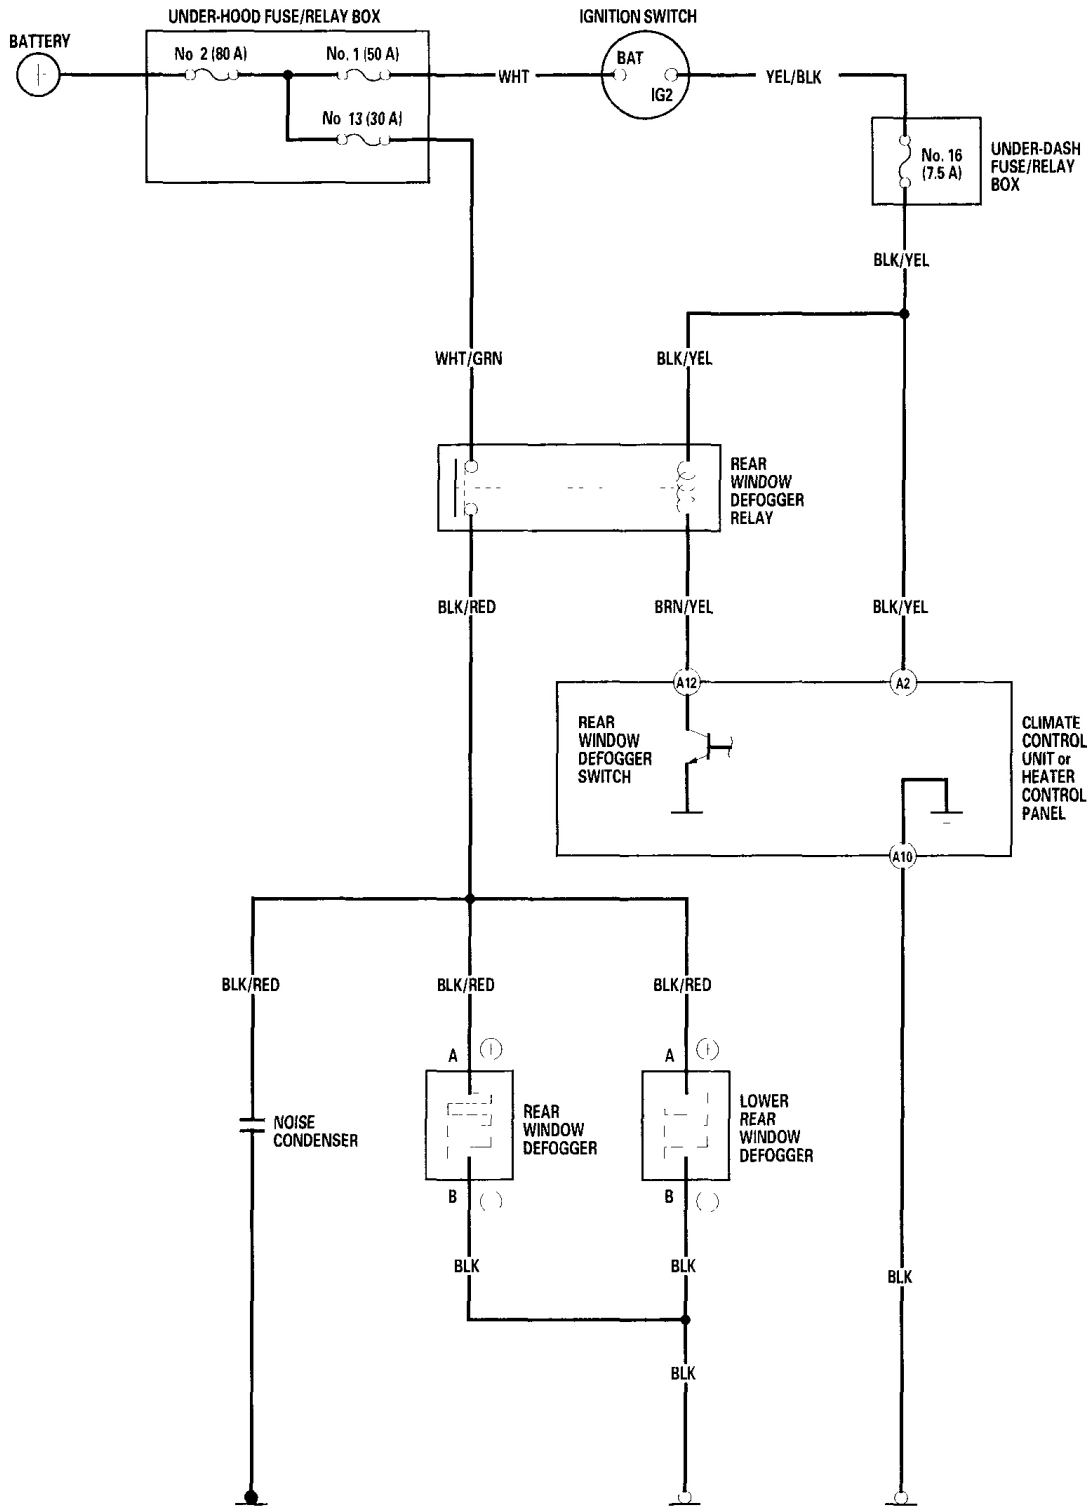 UNDER-HOOD FUSE/RELAY BOX
IGNITION SWITCH
BATTERY
No 2 (80 A)
No. 1 (50 A)
BAT
WHT
YEL/BLK
IG2
No 13 (30 A)
No. 16
(7.5 A)
UNDER-DASH
FUSE/RELAY
BOX
BLK/YEL
WHT/GRN
BLK/YEL
REAR
WINDOW
DEFOGGER
RELAY
BLK/RED
BRN/YEL
BLK/YEL
A12
A2
REAR
WINDOW
DEFOGGER
SWITCH
CLIMATE
CONTROL
UNIT or
HEATER
CONTROL
PANEL
A10
BLK/RED
BLK/RED
BLK/RED
A
A
NOISE
CONDENSER
REAR
WINDOW
DEFOGGER
LOWER
REAR
WINDOW
DEFOGGER
B
B
BLK
BLK
BLK
BLK